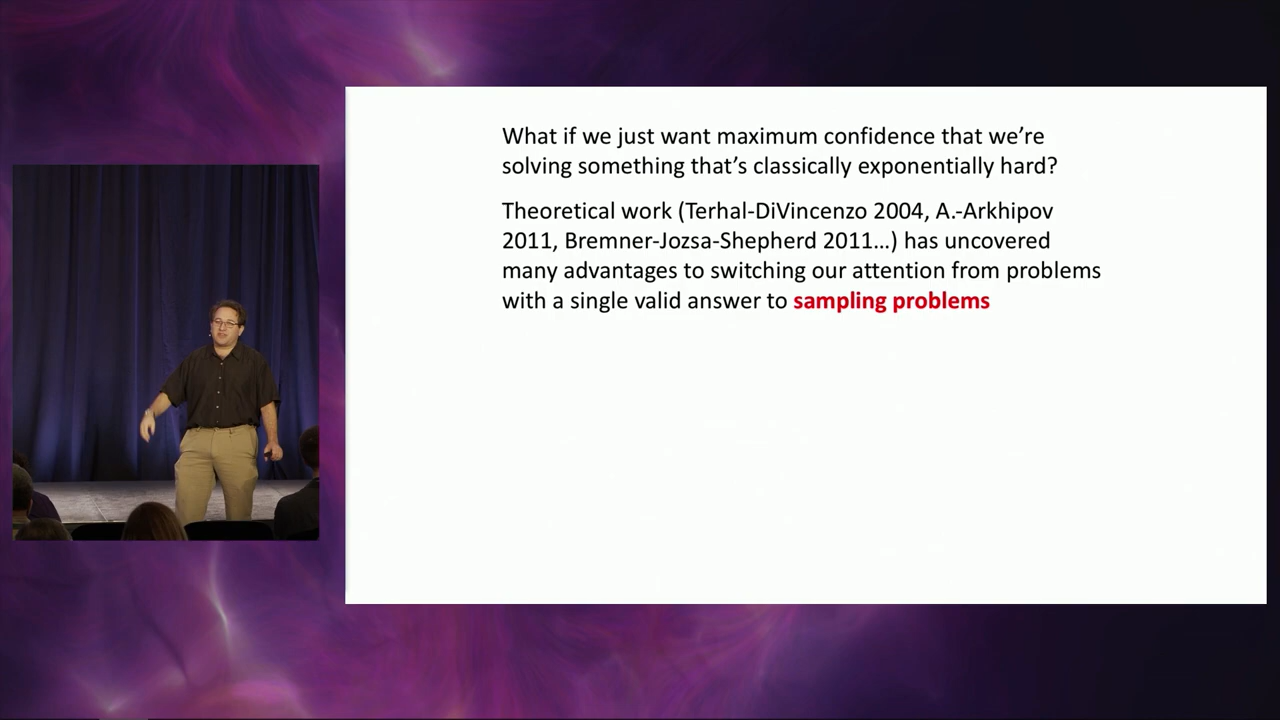 What if we just want maximum confidence that we’re
solving something that’s classically exponentially hard?
Theoretical work (Terhal-DiVincenzo 2004, A.-Arkhipov
2011, Bremner-Jozsa-Shepherd 2011…) has uncovered
many advantages to switching our attention from problems
with a single valid answer to sampling problems